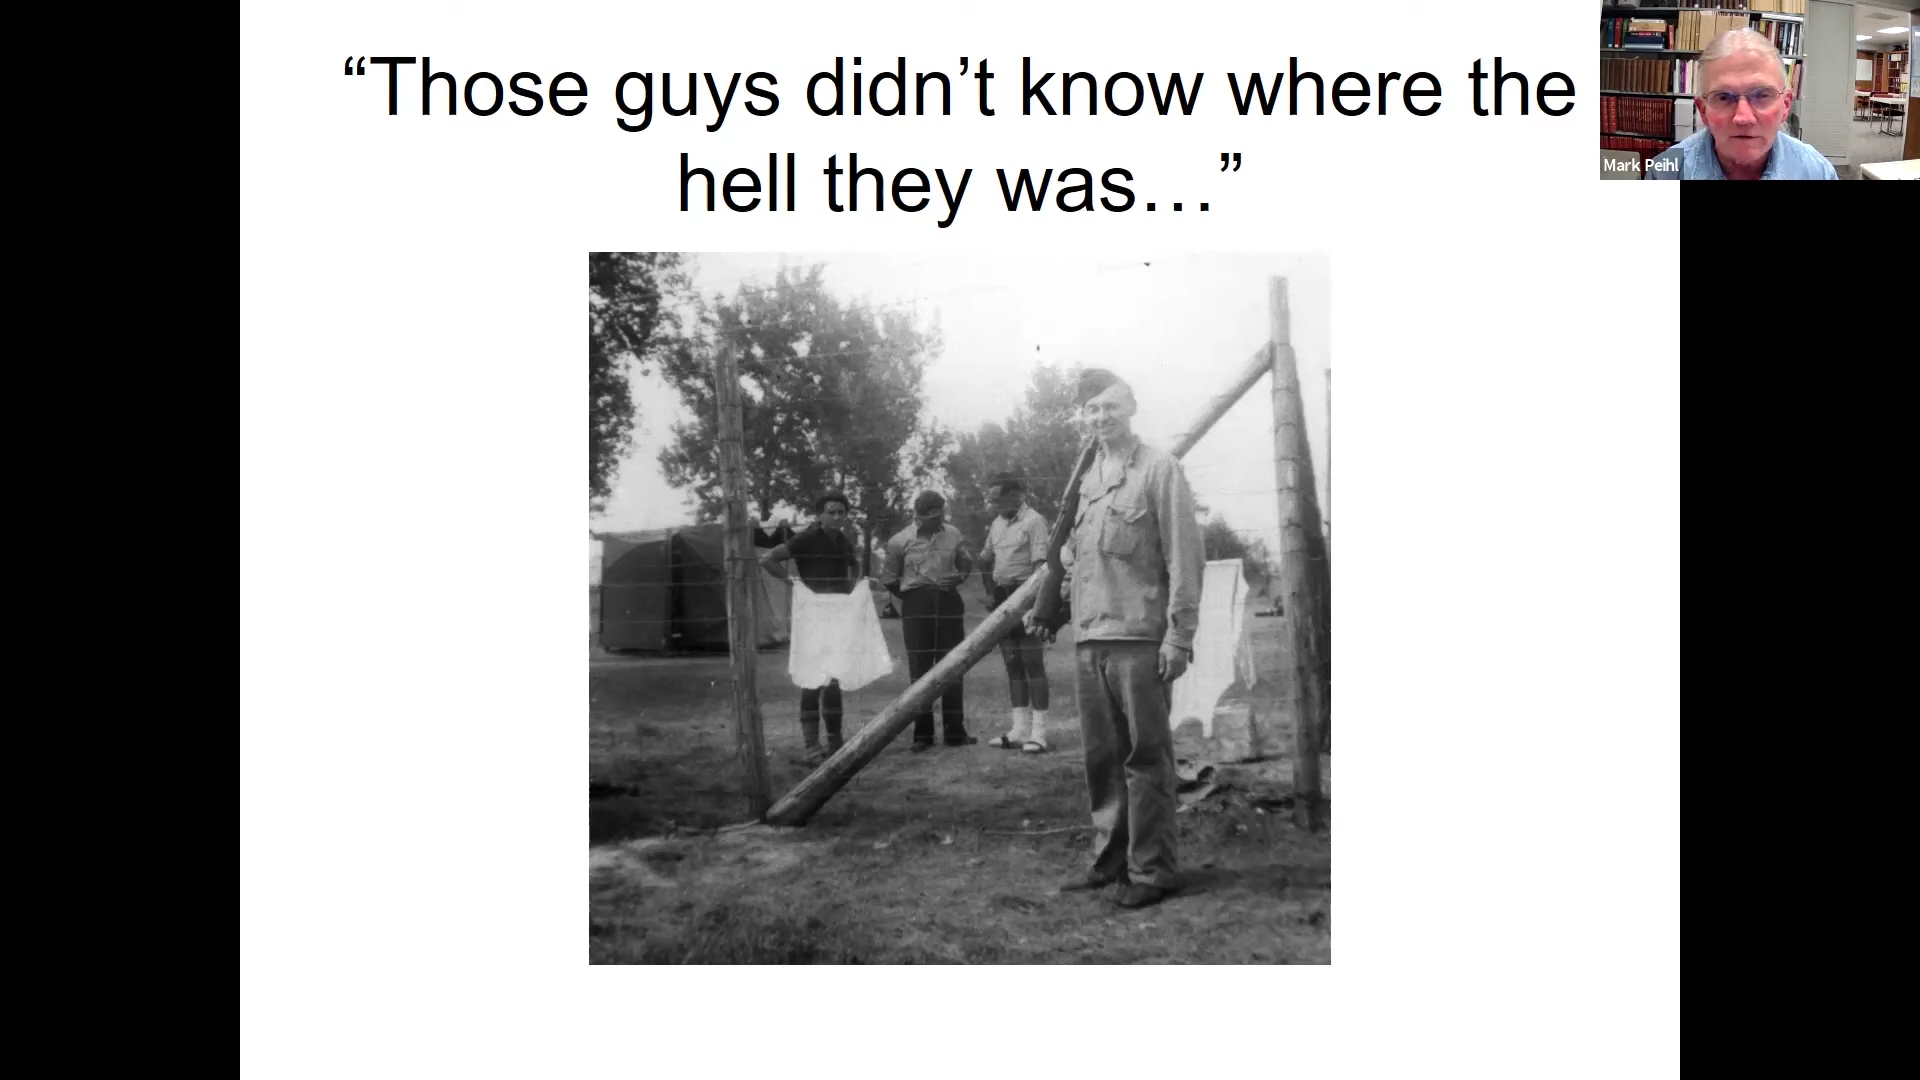 “Those guys didn’t know where the
hell they was…”
Mark Peihl